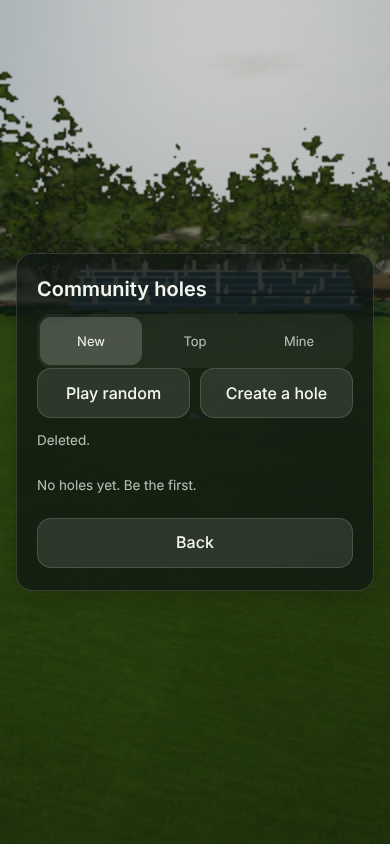 Community holes
New Top Mine
Play random Create a hole
Deleted.
No holes yet. Be the first.
Back